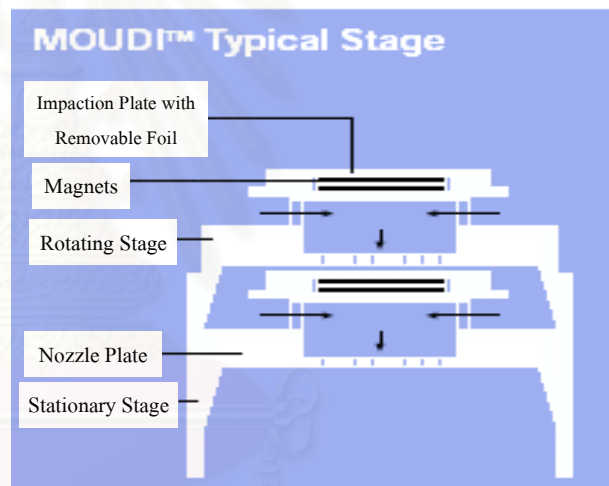 MOUDI™ Typical Stage
Impaction Plate with
Removable Foil
Magnets
Rotating Stage
Nozzle Plate
Stationary Stage